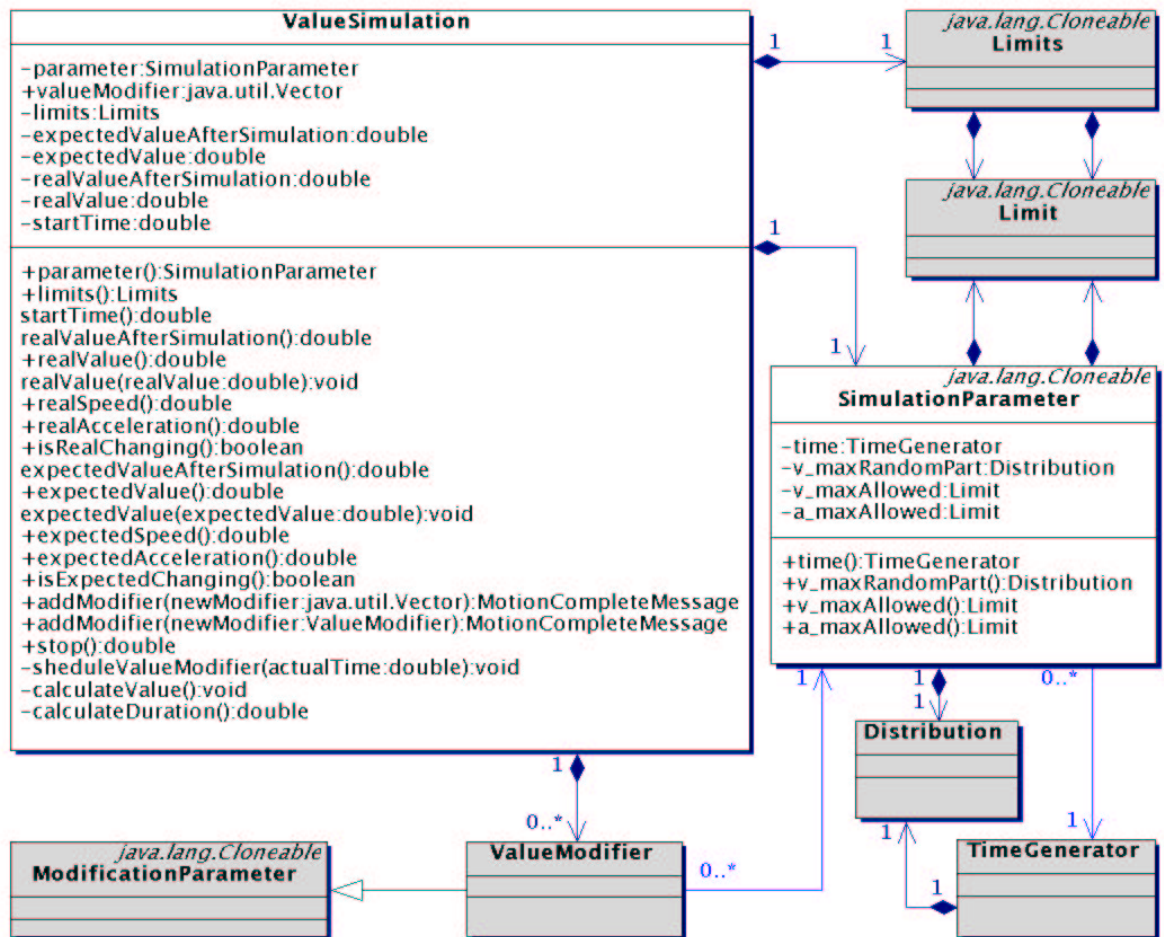 ValueSimulation
-parameter:SimulationParameter
+valueModifier:java.util.Vector
-limits:Limits
-expectedValueAfterSimulation:double
-expectedValue:double
-realValueAfterSimulation:double
-realValue:double
-startTime:double
+parameter():SimulationParameter
+limits():Limits
startTime():double
realValueAfterSimulation():double
+realValue():double
realValue(realValue:double):void
+realSpeed():double
+realAcceleration():double
+isRealChanging():boolean
expectedValueAfterSimulation():double
+expectedValue():double
expectedValue(expectedValue:double):void
+expectedSpeed():double
+expectedAcceleration():double
+isExpectedChanging():boolean
+addModifier(newModifier:java.util.Vector):MotionCompleteMessage
+addModifier(newModifier:ValueModifier):MotionCompleteMessage
+stop():double
-sheduleValueModifier(actualTime:double):void
-calculateValue():void
-calculateDuration():double
1
1
java.lang.Cloneable
Limits
java.lang.Cloneable
Limit
1
1
java.lang.Cloneable
SimulationParameter
-time:TimeGenerator
-v_maxRandomPart:Distribution
-v_maxAllowed:Limit
-a_maxAllowed:Limit
+time():TimeGenerator
+v_maxRandomPart():Distribution
+v_maxAllowed():Limit
+a_maxAllowed():Limit
1
1
1
0..*
Distribution
1
0..*
1
1
1
java.lang.Cloneable
ModificationParameter
ValueModifier
0..*
TimeGenerator